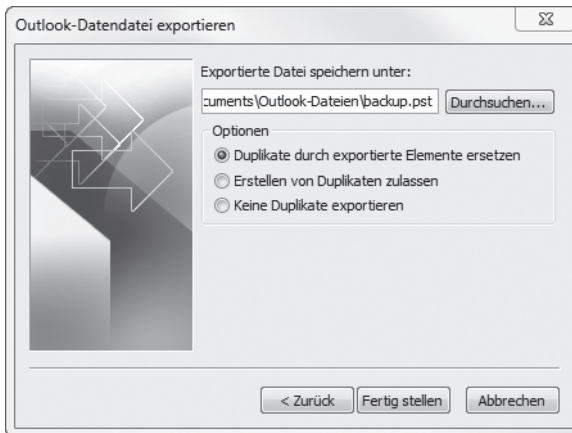 Outlook-Datendatei exportieren
Exportierte Datei speichern unter:
cuments\Outlook-Dateien\backup.pst
Durchsuchen...
Optionen
Duplikate durch exportierte Elemente ersetzen
Erstellen von Duplikaten zulassen
Keine Duplikate exportieren
< Zurück
Fertig stellen
Abbrechen